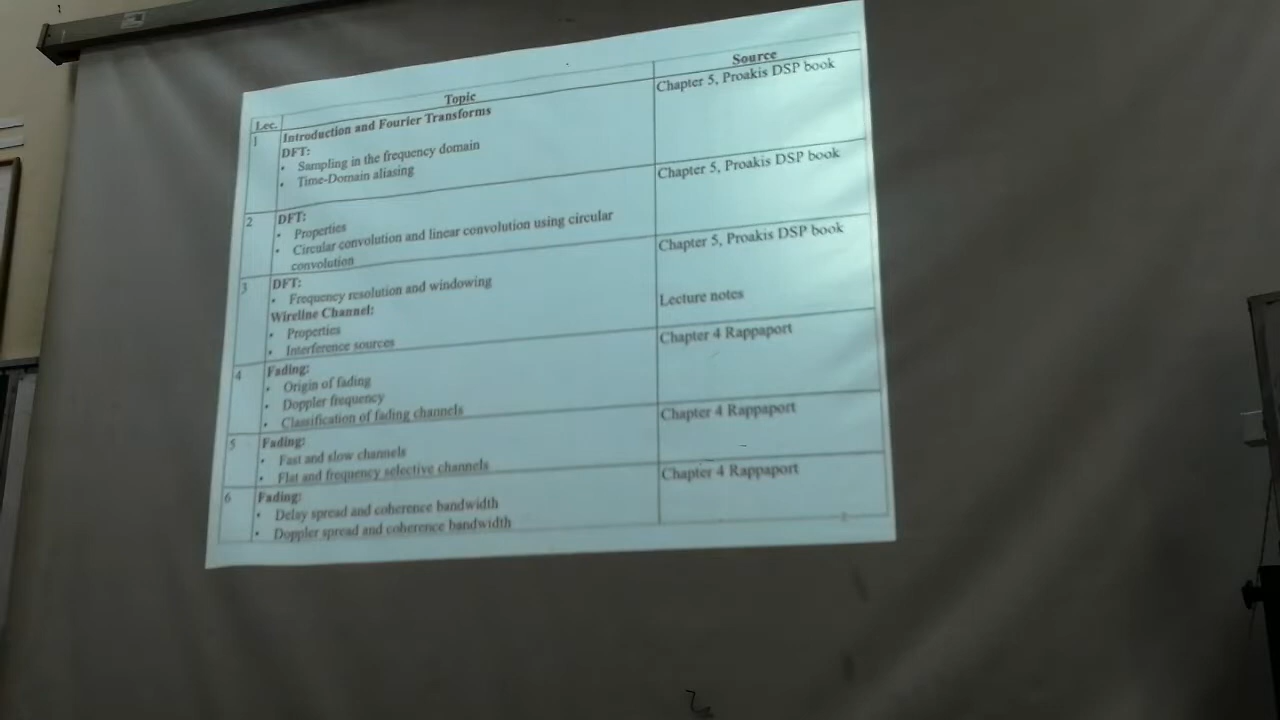 Lec. Topic Source
1 Introduction and Fourier Transforms Chapter 5, Proakis DSP book
DFT:
• Sampling in the frequency domain
• Time-Domain aliasing
2 DFT: Chapter 5, Proakis DSP book
• Properties
• Circular convolution and linear convolution using circular
convolution
3 DFT: Chapter 5, Proakis DSP book
• Frequency resolution and windowing
Wireline Channel: Lecture notes
• Properties
• Interference sources
4 Fading: Chapter 4 Rappaport
• Origin of fading
• Doppler frequency
• Classification of fading channels
5 Fading: Chapter 4 Rappaport
• Fast and slow channels
• Flat and frequency selective channels
6 Fading: Chapter 4 Rappaport
• Delay spread and coherence bandwidth
• Doppler spread and coherence bandwidth